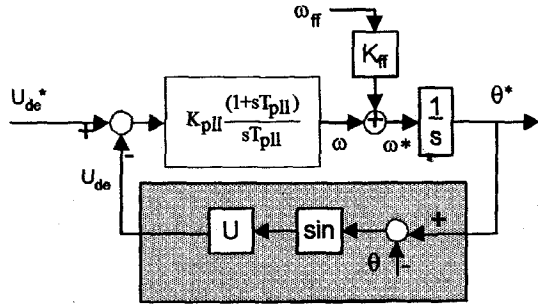 ω_ff
K_ff
U_de*
+
-
K_pll (1+sT_pll)
sT_pll
ω
+
ω*
1
s
θ*
U_de
U
sin
+
θ
-